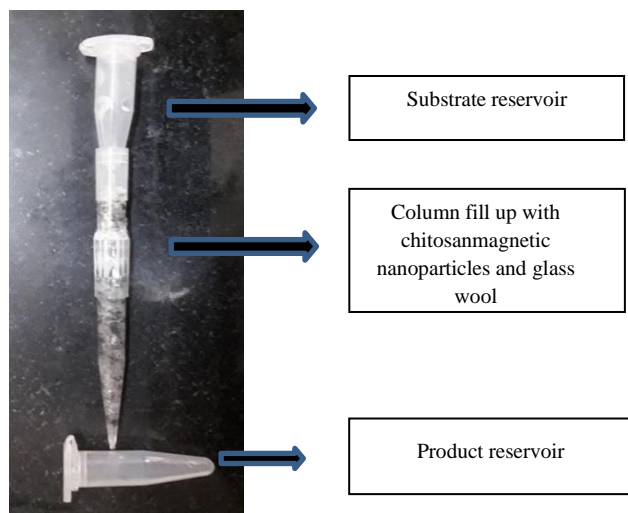 Substrate reservoir
Column fill up with
chitosanmagnetic
nanoparticles and glass
wool
Product reservoir